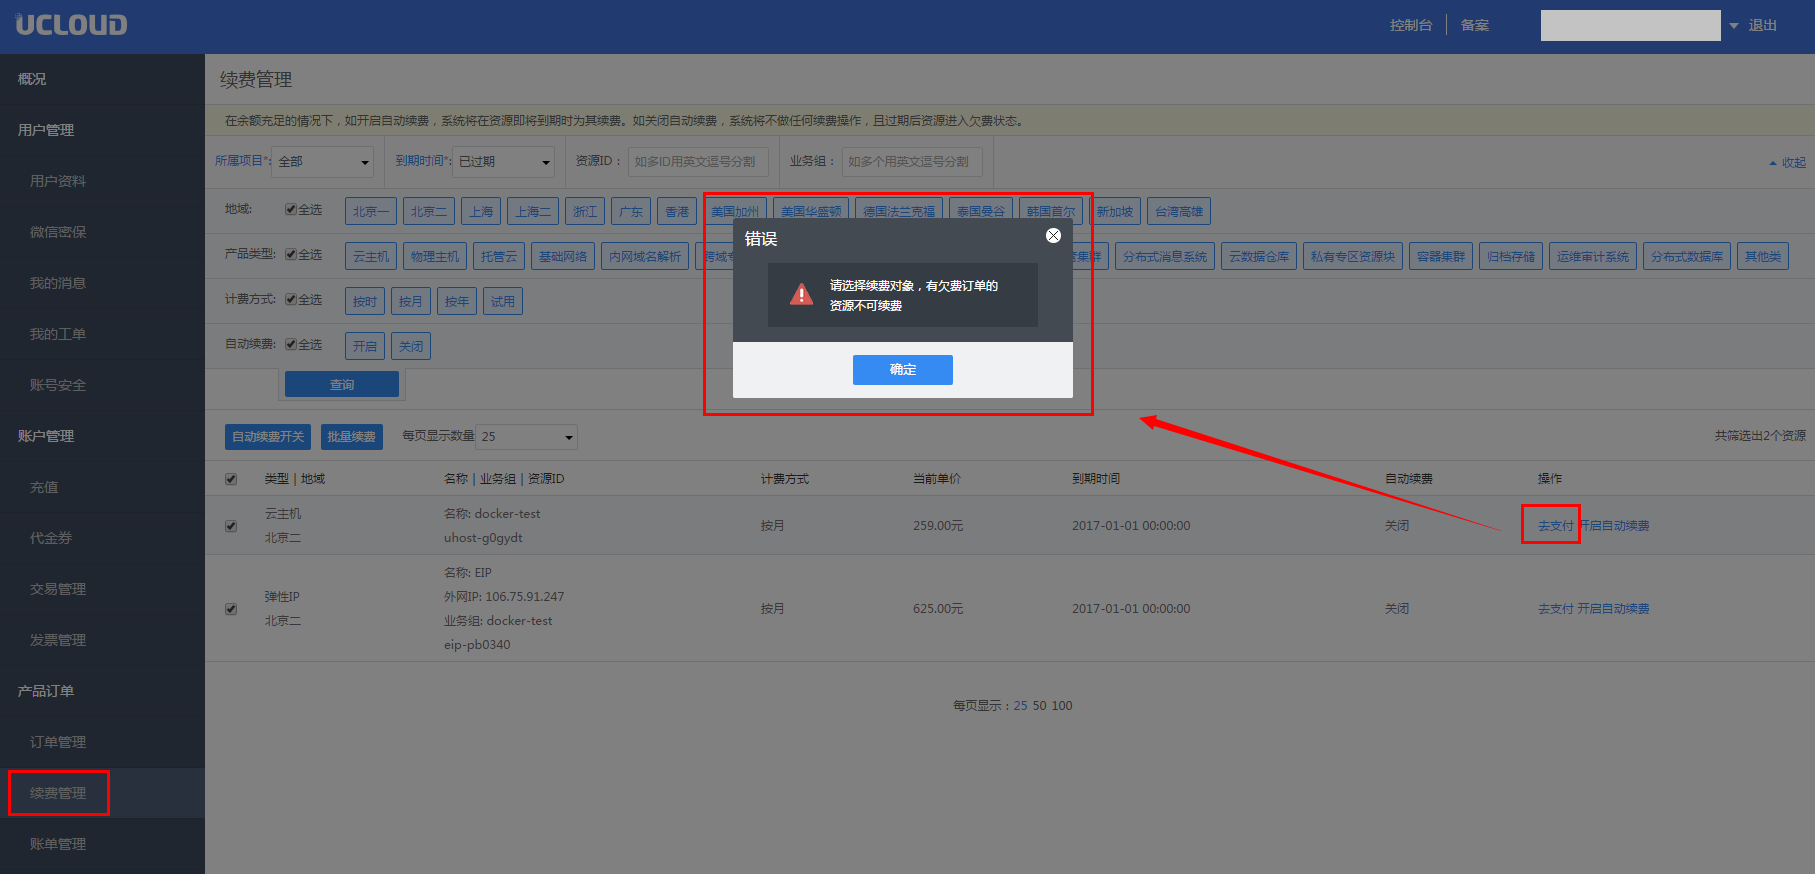 UCLOUD
控制台 备案 退出
概况
用户管理
用户资料
微信密保
我的消息
我的工单
账号安全
账户管理
充值
代金券
交易管理
发票管理
产品订单
订单管理
续费管理
账单管理
续费管理
在余额充足的情况下，如开启自动续费，系统将在资源即将到期时为其续费。如关闭自动续费，系统将不做任何续费操作，且过期后资源进入欠费状态。
所属项目*: 全部 到期时间*: 已过期 资源ID： 如多ID用英文逗号分割 业务组： 如多个用英文逗号分割 收起
地域: 全选 北京一 北京二 上海 上海二 浙江 广东 香港 美国加州 美国华盛顿 德国法兰克福 泰国曼谷 韩国首尔 新加坡 台湾高雄
产品类型: 全选 云主机 物理主机 托管云 基础网络 内网域名解析 跨域专 集群 分布式消息系统 云数据仓库 私有专区资源块 容器集群 归档存储 运维审计系统 分布式数据库 其他类
计费方式: 全选 按时 按月 按年 试用
自动续费: 全选 开启 关闭
查询
错误
请选择续费对象，有欠费订单的
资源不可续费
确定
自动续费开关 批量续费 每页显示数量 25 共筛选出2个资源
类型 | 地域 名称 | 业务组 | 资源ID 计费方式 当前单价 到期时间 自动续费 操作
云主机
北京二
名称: docker-test
uhost-g0gydt
按月 259.00元 2017-01-01 00:00:00 关闭 去支付 开启自动续费
弹性IP
北京二
名称: EIP
外网IP: 106.75.91.247
业务组: docker-test
eip-pb0340
按月 625.00元 2017-01-01 00:00:00 关闭 去支付 开启自动续费
每页显示：25 50 100